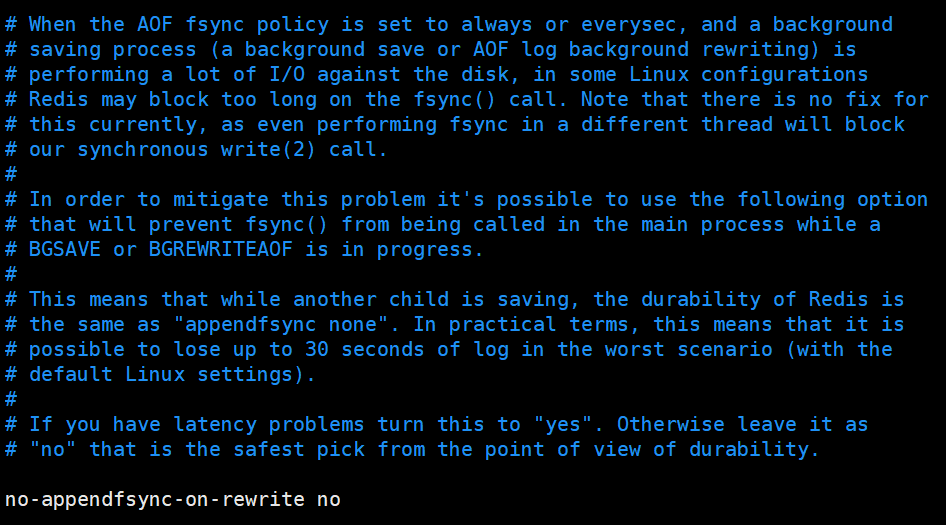 # When the AOF fsync policy is set to always or everysec, and a background
# saving process (a background save or AOF log background rewriting) is
# performing a lot of I/O against the disk, in some Linux configurations
# Redis may block too long on the fsync() call. Note that there is no fix for
# this currently, as even performing fsync in a different thread will block
# our synchronous write(2) call.
#
# In order to mitigate this problem it's possible to use the following option
# that will prevent fsync() from being called in the main process while a
# BGSAVE or BGREWRITEAOF is in progress.
#
# This means that while another child is saving, the durability of Redis is
# the same as "appendfsync none". In practical terms, this means that it is
# possible to lose up to 30 seconds of log in the worst scenario (with the
# default Linux settings).
#
# If you have latency problems turn this to "yes". Otherwise leave it as
# "no" that is the safest pick from the point of view of durability.

no-appendfsync-on-rewrite no